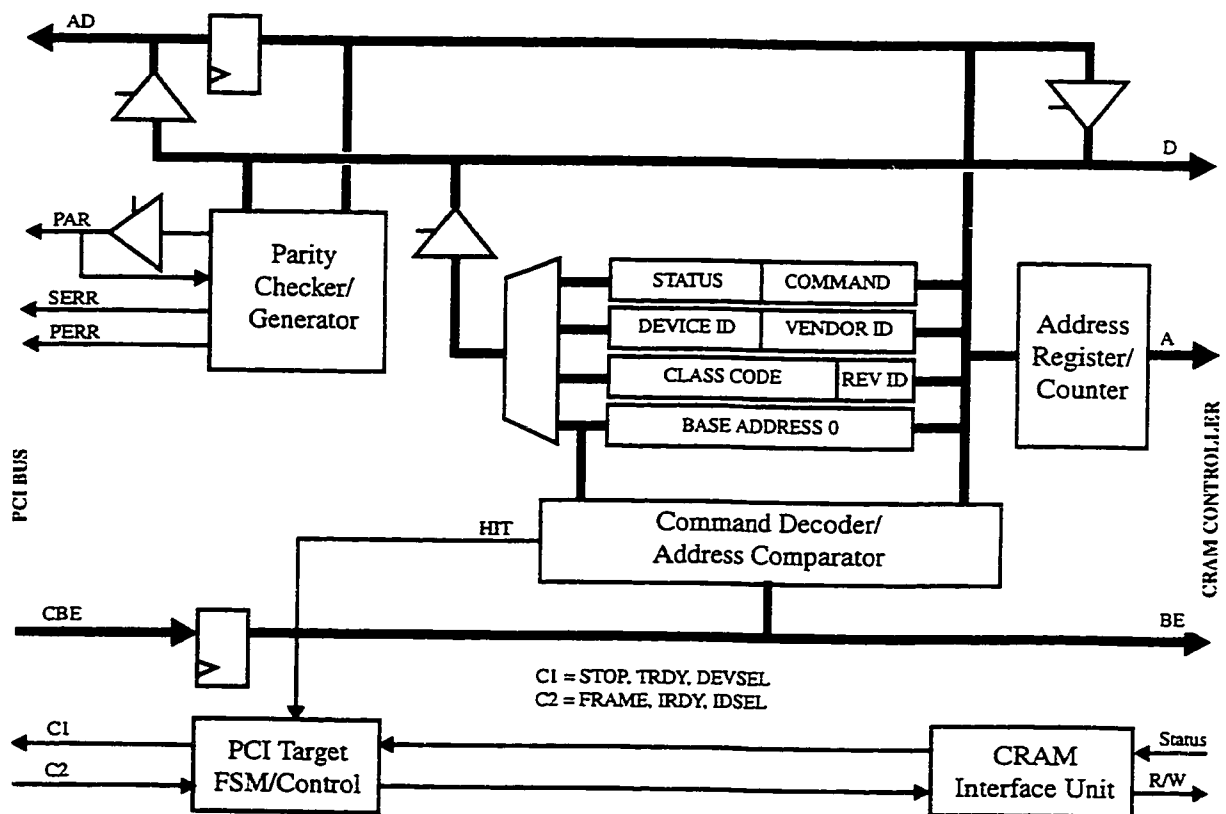 AD
D
PAR
SERR
PERR
Parity
Checker/
Generator
STATUS COMMAND
DEVICE ID VENDOR ID
CLASS CODE REV ID
BASE ADDRESS 0
Address
Register/
Counter
A
PCI BUS
CRAM CONTROLLER
HIT
Command Decoder/
Address Comparator
CBE
BE
C1 = STOP, TRDY, DEVSEL
C2 = FRAME, IRDY, IDSEL
C1
C2
PCI Target
FSM/Control
CRAM
Interface Unit
Status
R/W